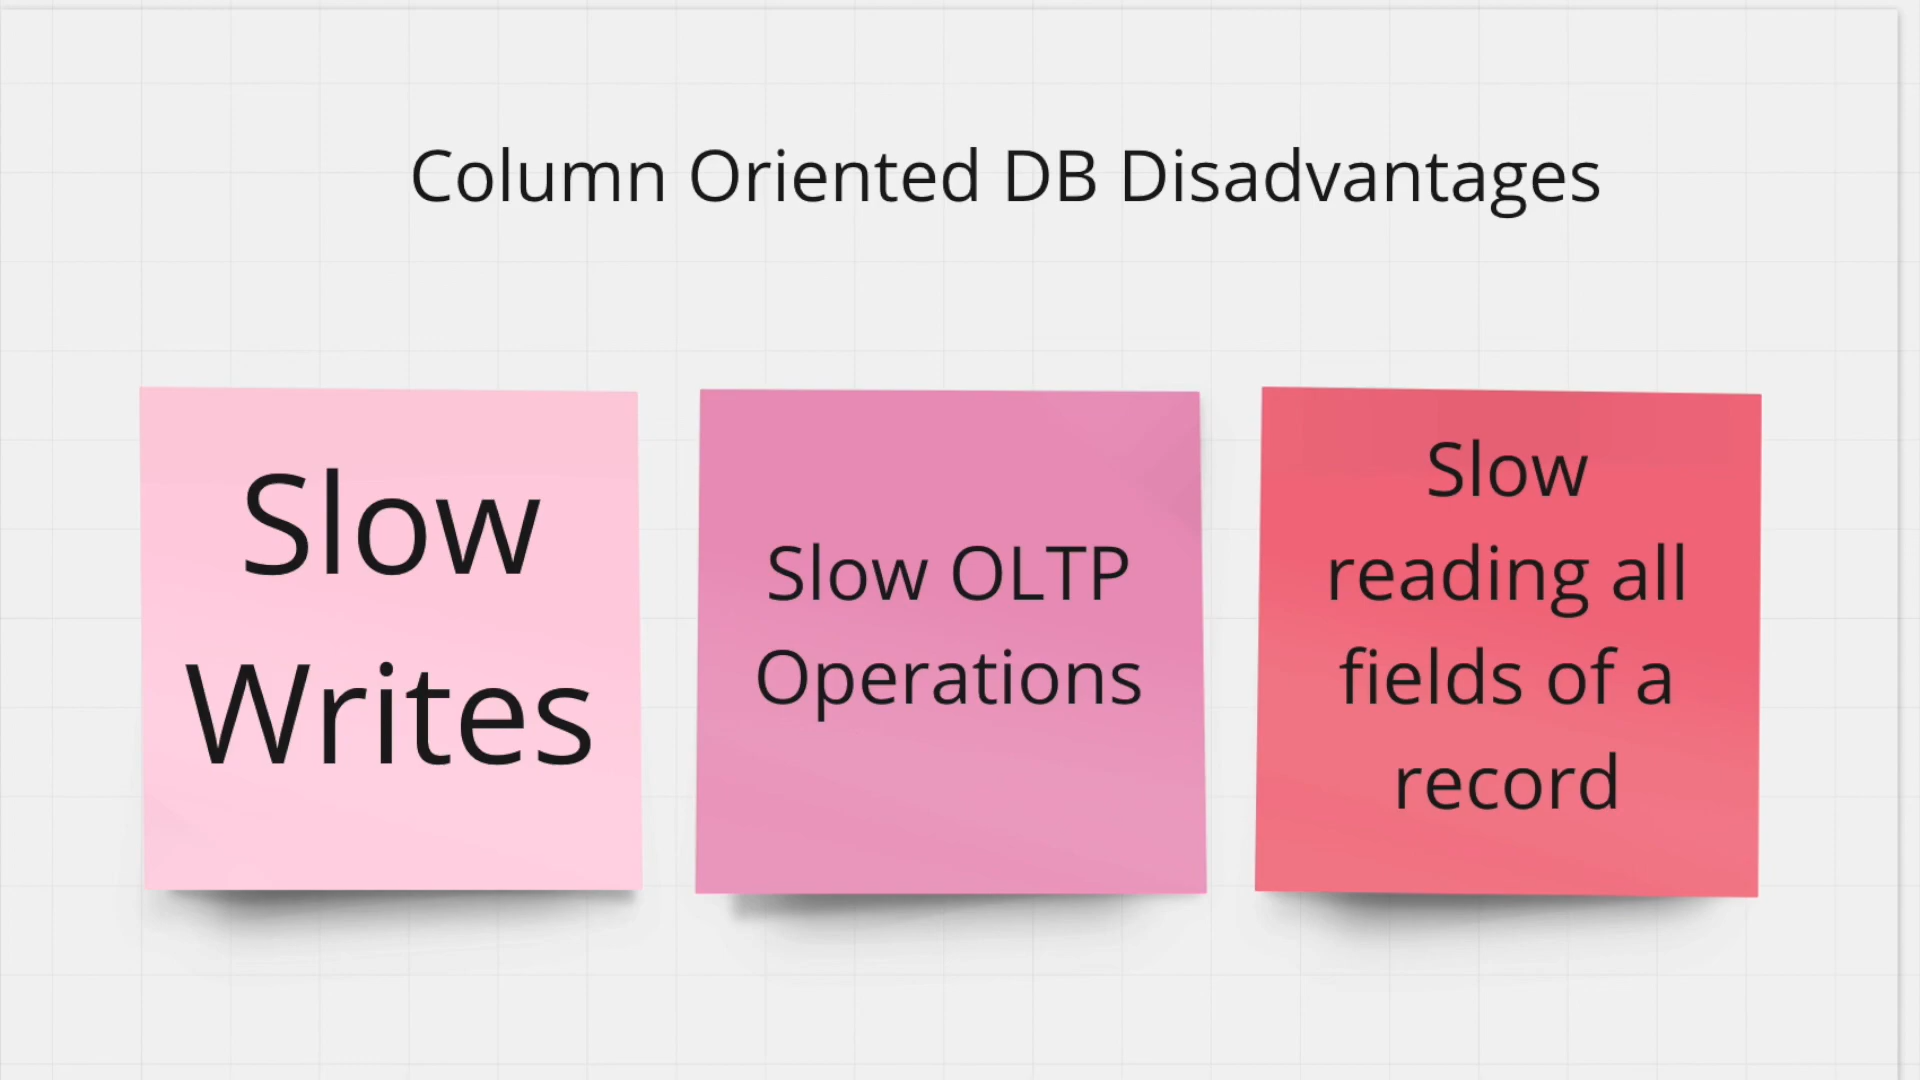 Column Oriented DB Disadvantages
Slow
Writes
Slow OLTP
Operations
Slow
reading all
fields of a
record